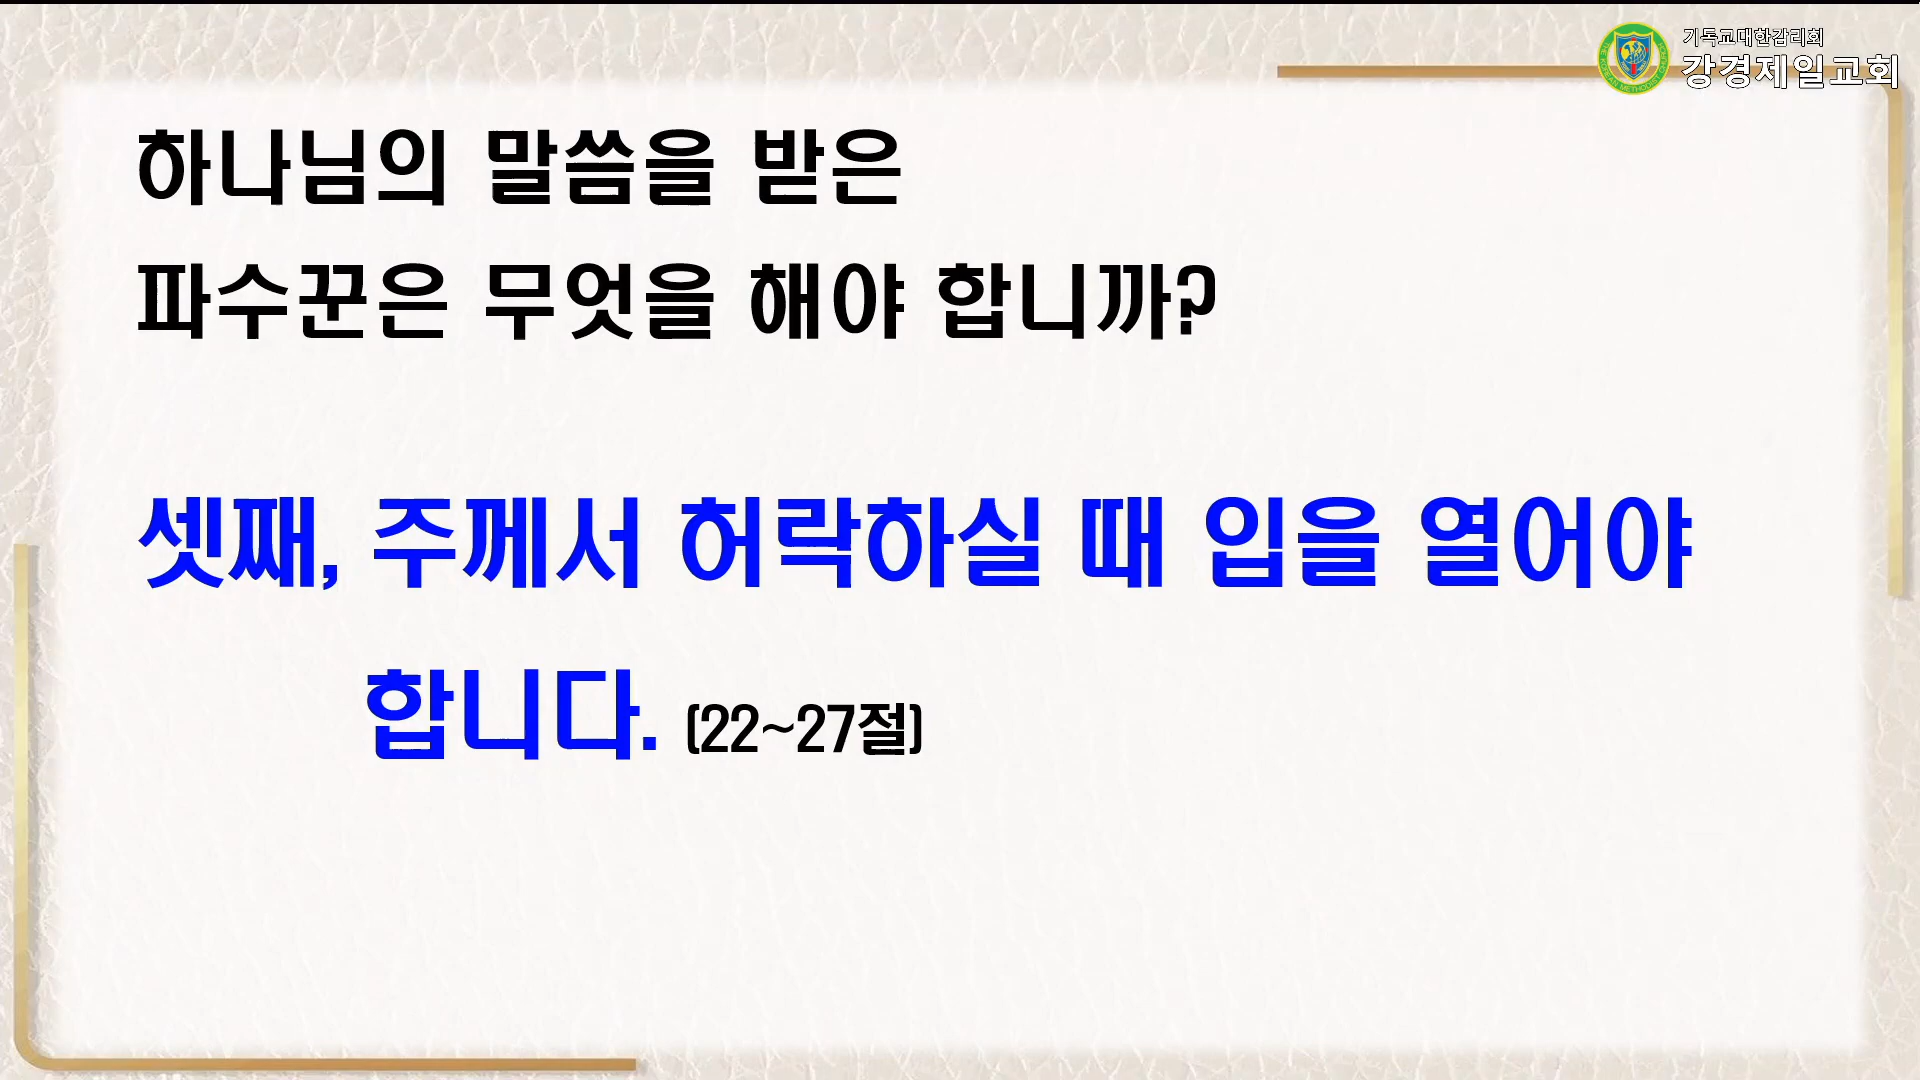 기독교대한감리회
강경제일교회
하나님의 말씀을 받은
파수꾼은 무엇을 해야 합니까?
셋째, 주께서 허락하실 때 입을 열어야
합니다. (22~27절)